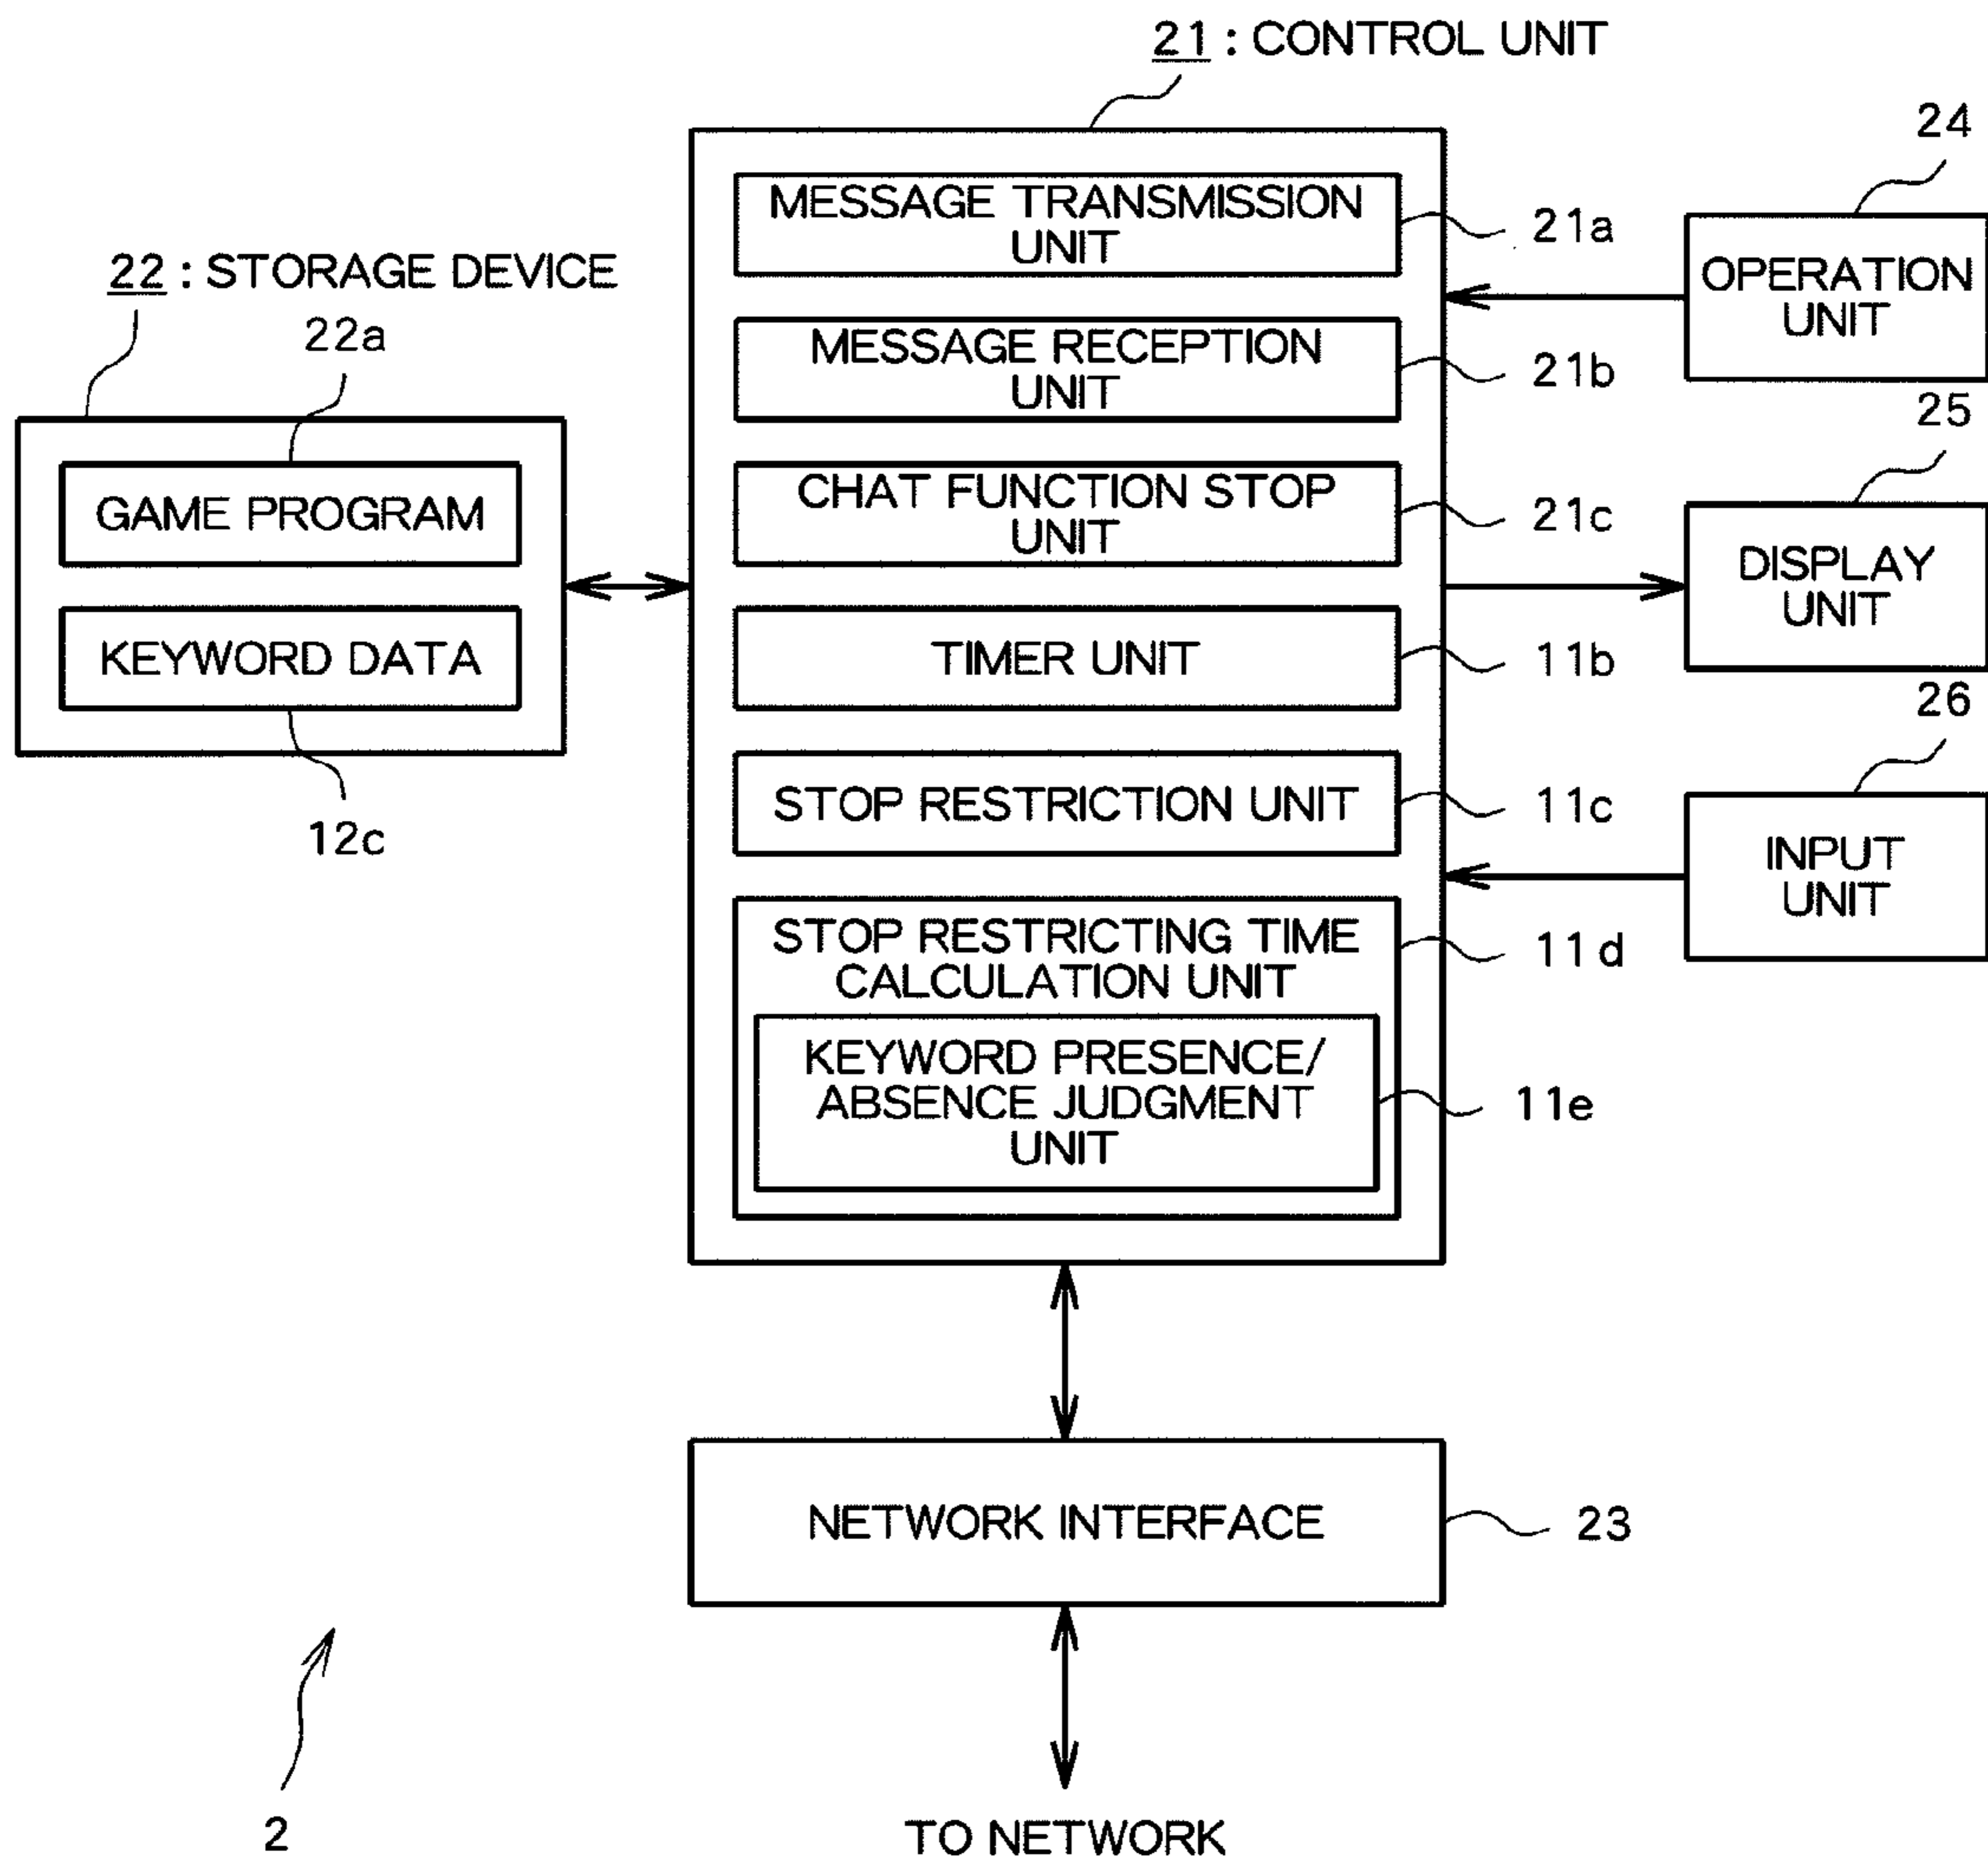 21 : CONTROL UNIT
24
MESSAGE TRANSMISSION
UNIT
21a
OPERATION
UNIT
22 : STORAGE DEVICE
22a
MESSAGE RECEPTION
UNIT
21b
25
GAME PROGRAM
CHAT FUNCTION STOP
UNIT
21c
DISPLAY
UNIT
KEYWORD DATA
TIMER UNIT
11b
26
12c
STOP RESTRICTION UNIT
11c
INPUT
UNIT
STOP RESTRICTING TIME
CALCULATION UNIT
11d
KEYWORD PRESENCE/
ABSENCE JUDGMENT
UNIT
11e
NETWORK INTERFACE
23
2
TO NETWORK